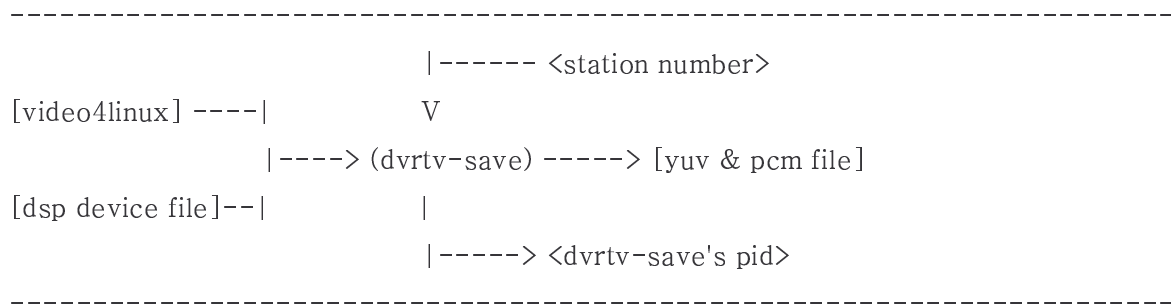 -----------------------------------------------------------------
|------ <station number>
[video4linux] ----| V
|----> (dvrtv-save) -----> [yuv & pcm file]
[dsp device file]--| |
|-----> <dvrtv-save's pid>
-----------------------------------------------------------------